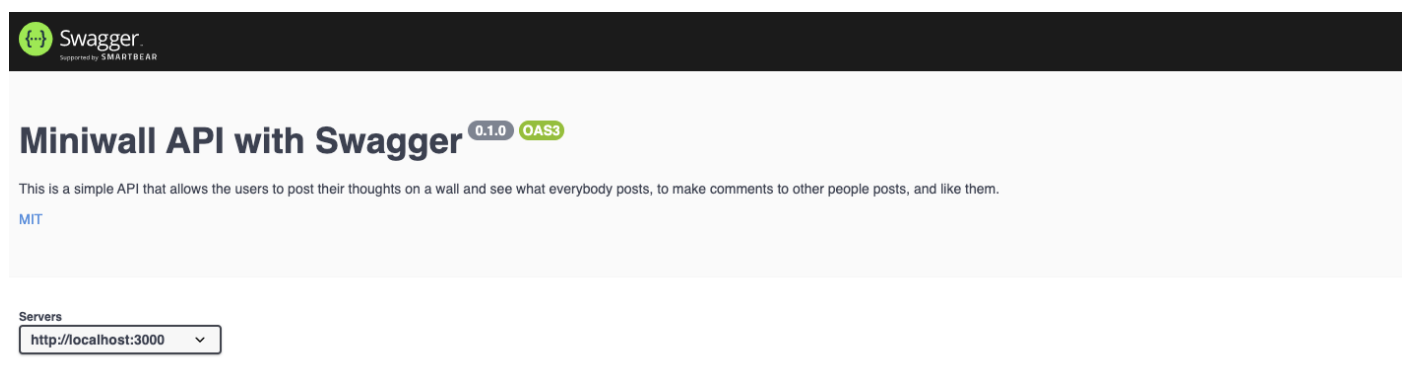 {···} Swagger.
Supported by SMARTBEAR
Miniwall API with Swagger 0.1.0 OAS3
This is a simple API that allows the users to post their thoughts on a wall and see what everybody posts, to make comments to other people posts, and like them.
MIT
Servers
http://localhost:3000